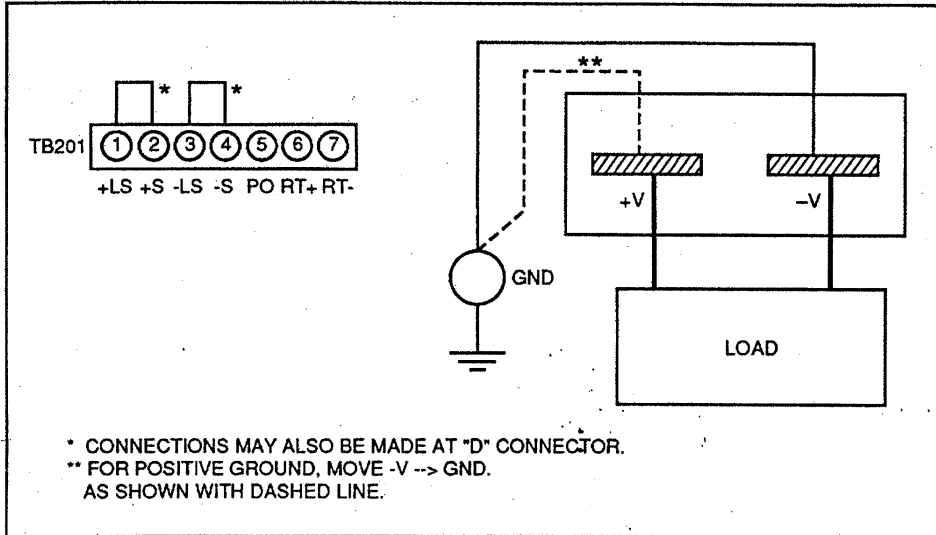 **
TB201 1 * 2 3 * 4 5 6 7
+LS +S -LS -S PO RT+ RT-
+V -V
GND
LOAD
* CONNECTIONS MAY ALSO BE MADE AT "D" CONNECTOR.
** FOR POSITIVE GROUND, MOVE -V --> GND.
AS SHOWN WITH DASHED LINE.